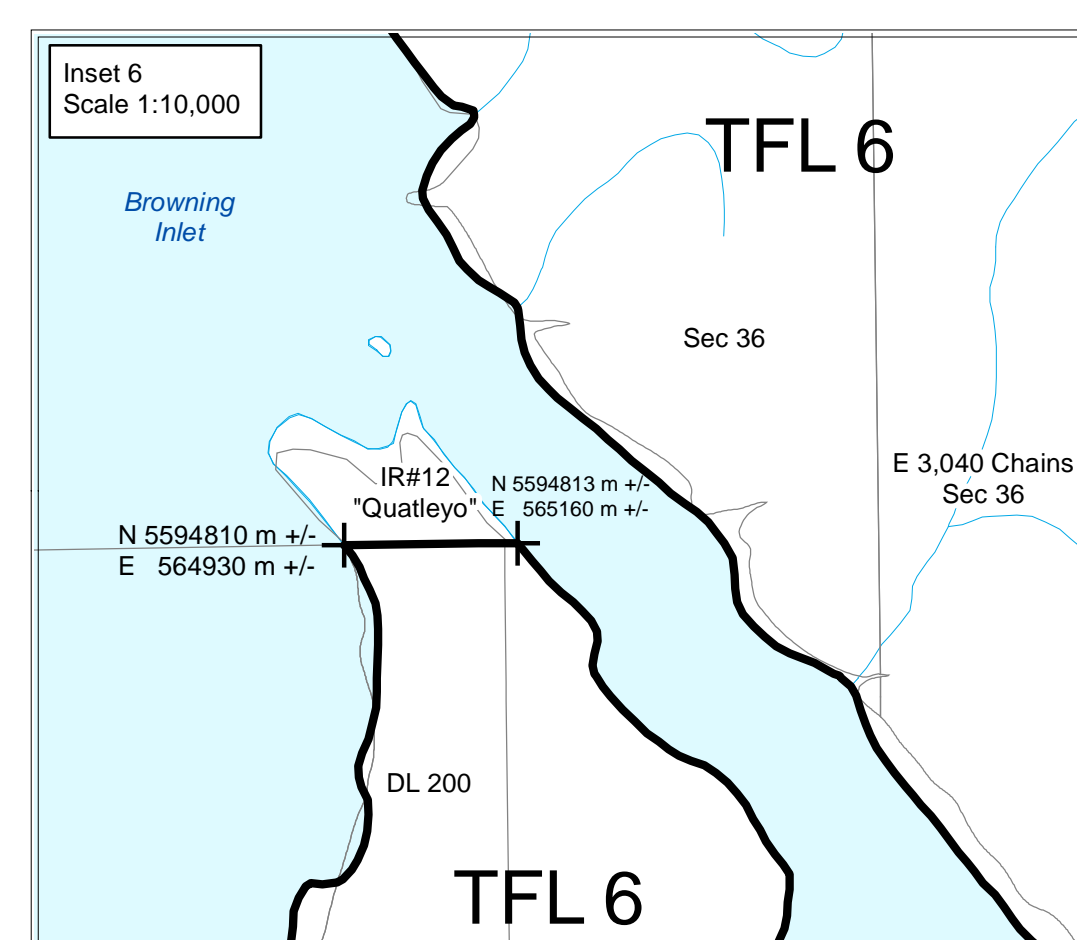 Inset 6
Scale 1:10,000
TFL 6
Browning
Inlet
Sec 36
E 3,040 Chains
Sec 36
IR#12
"Quatleyo"
N 5594813 m +/-
E 565160 m +/-
N 5594810 m +/-
E 564930 m +/-
DL 200
TFL 6